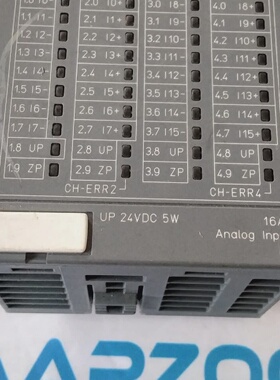 1.0 I0- 2.0 I0+ 3.0 I8- 4.0 I8+
1.1 I1- 2.1 I1+ 3.1 I9- 4.1 I9+
1.2 I2- 2.2 I2+ 3.2 I10- 4.2 I10+
1.3 I3- 2.3 I3+ 3.3 I11- 4.3 I11+
1.4 I4- 2.4 I4+ 3.4 I12- 4.4 I12+
1.5 I5- 2.5 I5+ 3.5 I13- 4.5 I13+
1.6 I6- 2.6 I6+ 3.6 I14- 4.6 I14+
1.7 I7- 2.7 I7+ 3.7 I15- 4.7 I15+
1.8 UP 2.8 UP 3.8 UP 4.8 UP
1.9 ZP 2.9 ZP 3.9 ZP 4.9 ZP
CH-ERR2 CH-ERR4
UP 24VDC 5W 16A
Analog Inp